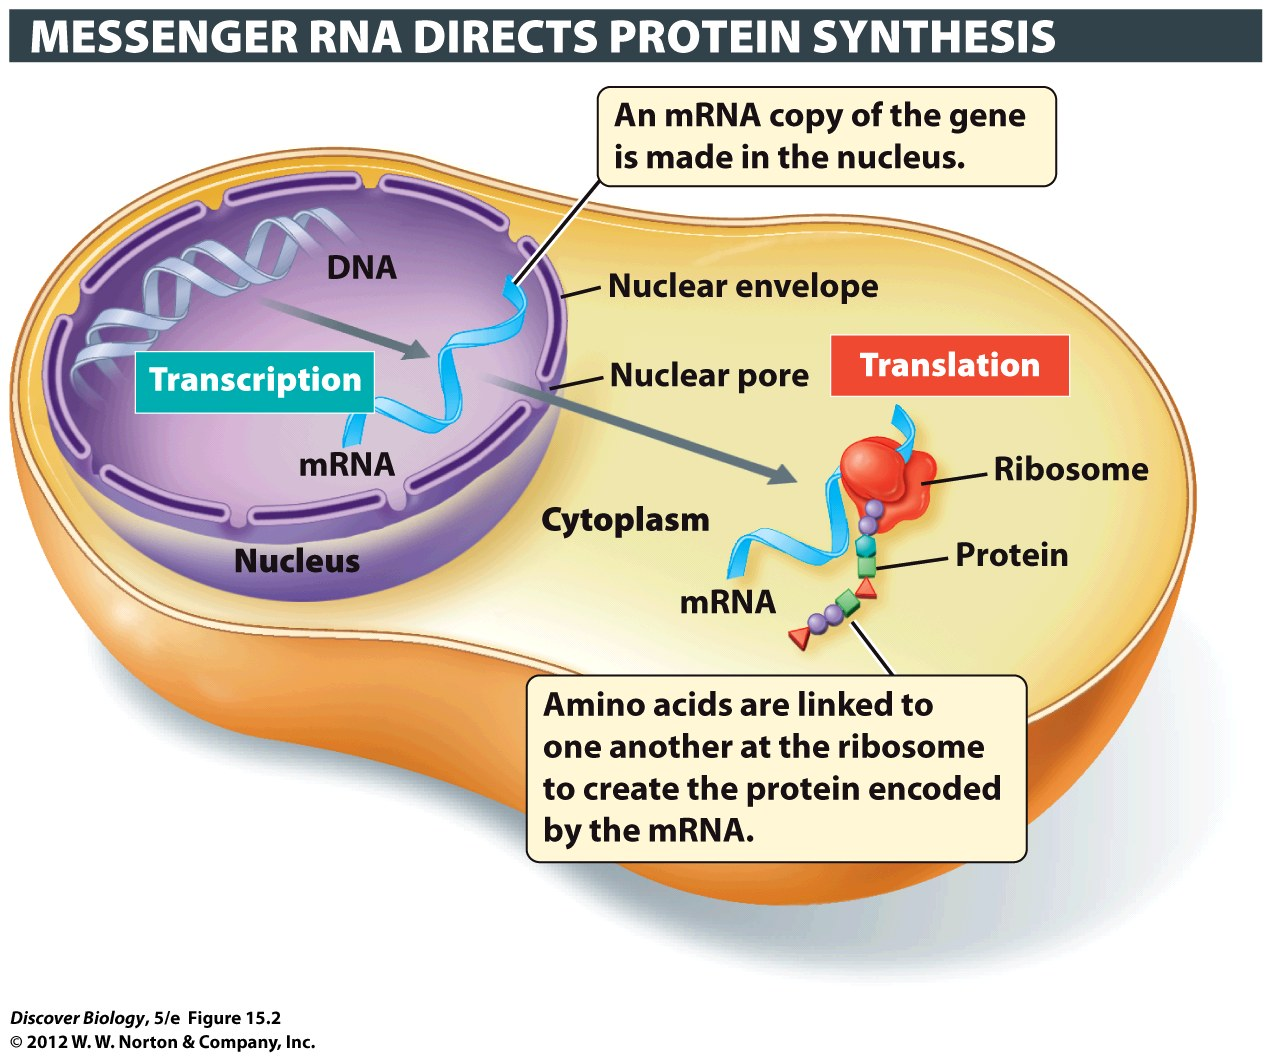 MESSENGER RNA DIRECTS PROTEIN SYNTHESIS
An mRNA copy of the gene
is made in the nucleus.
DNA
Nuclear envelope
Transcription
Nuclear pore
Translation
mRNA
Ribosome
Cytoplasm
Nucleus
Protein
mRNA
Amino acids are linked to
one another at the ribosome
to create the protein encoded
by the mRNA.
Discover Biology, 5/e Figure 15.2
© 2012 W. W. Norton & Company, Inc.